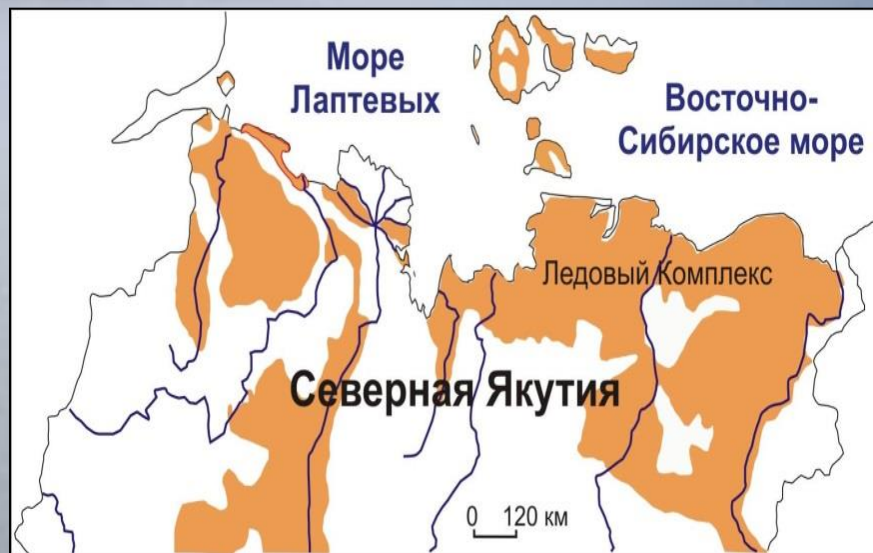 Море
Лаптевых
Восточно-
Сибирское море
Ледовый Комплекс
Северная Якутия
0 120 км